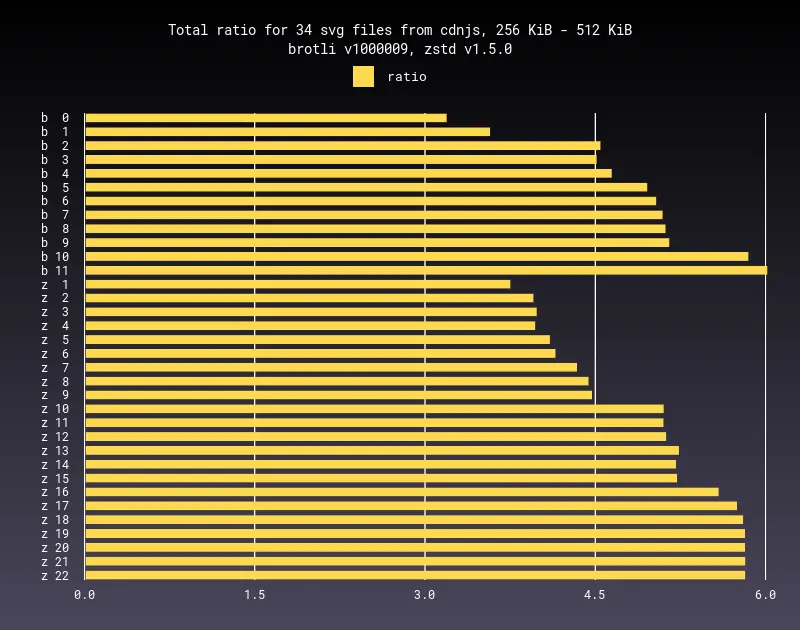 Total ratio for 34 svg files from cdnjs, 256 KiB - 512 KiB
brotli v1000009, zstd v1.5.0
ratio
b  0
b  1
b  2
b  3
b  4
b  5
b  6
b  7
b  8
b  9
b 10
b 11
z  1
z  2
z  3
z  4
z  5
z  6
z  7
z  8
z  9
z 10
z 11
z 12
z 13
z 14
z 15
z 16
z 17
z 18
z 19
z 20
z 21
z 22
0.0 1.5 3.0 4.5 6.0